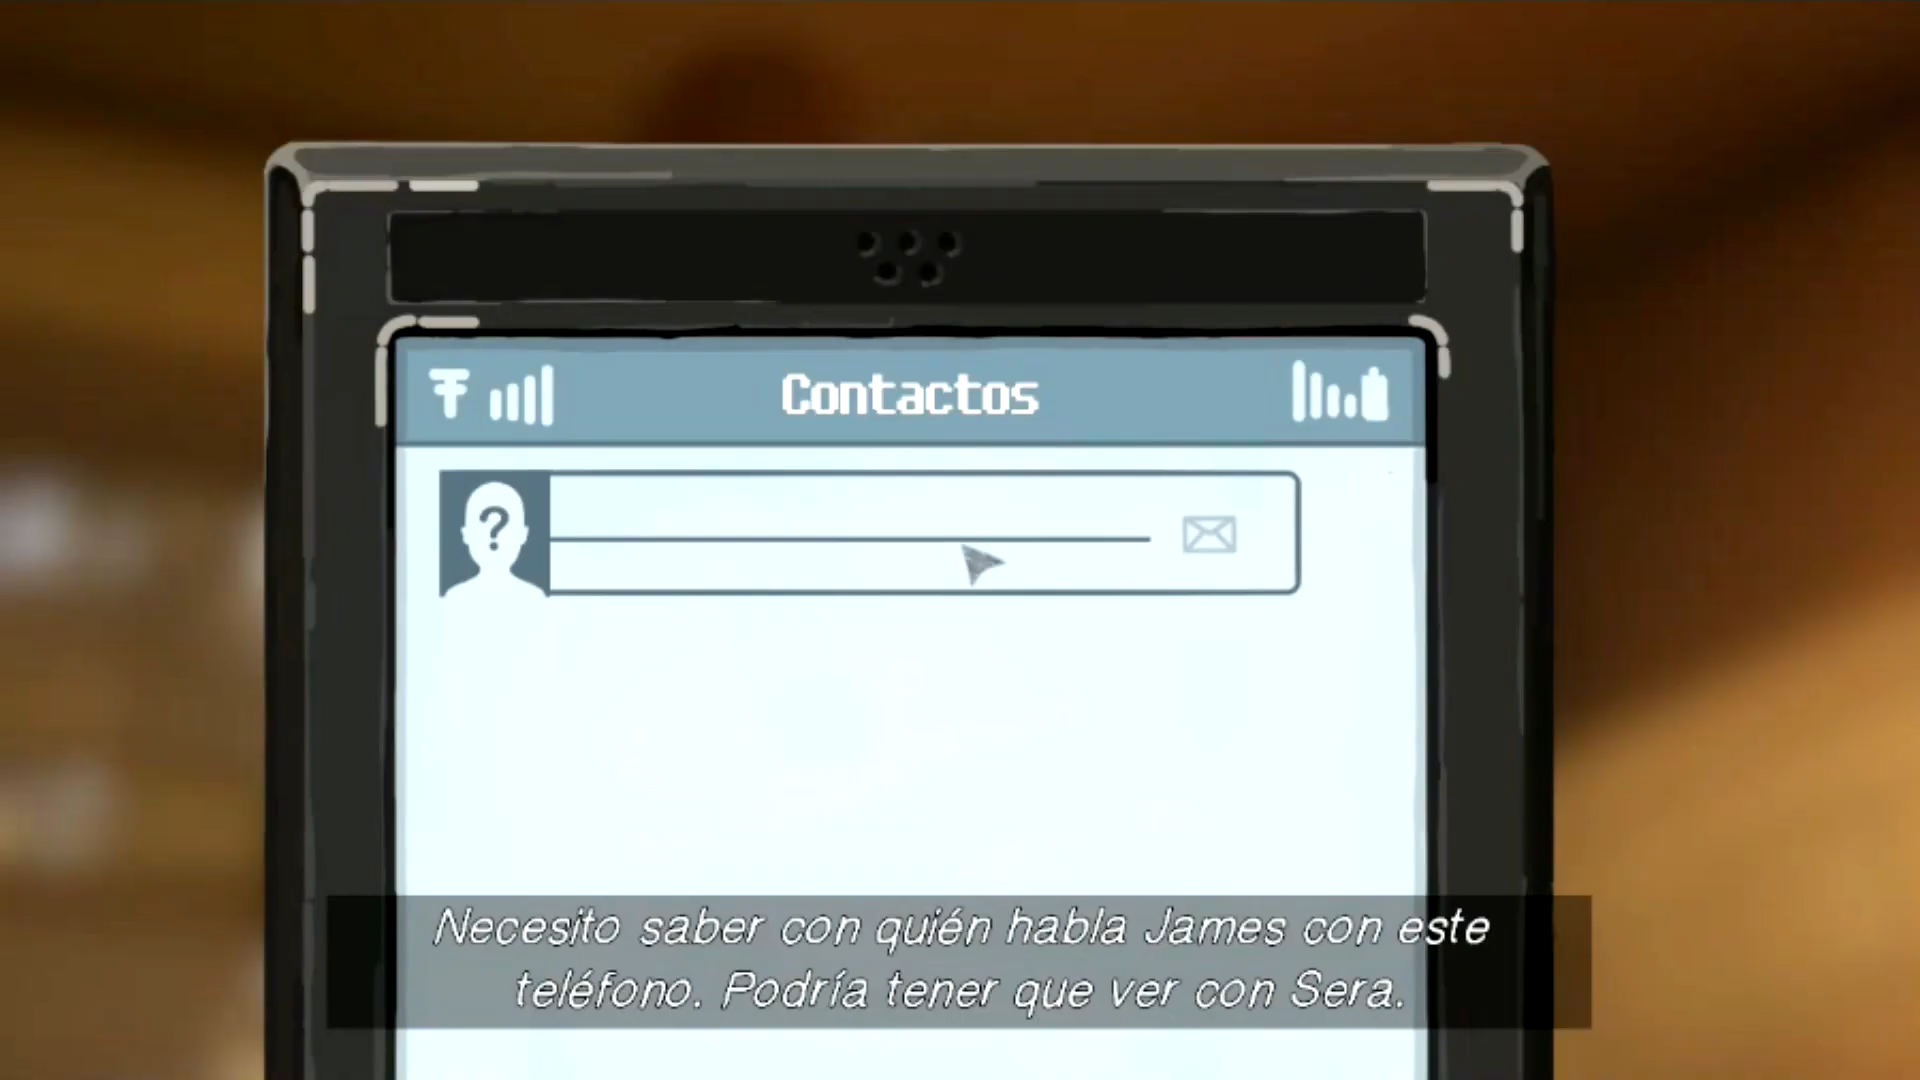 Contactos
?
Necesito saber con quién habla James con este
teléfono. Podría tener que ver con Sera.